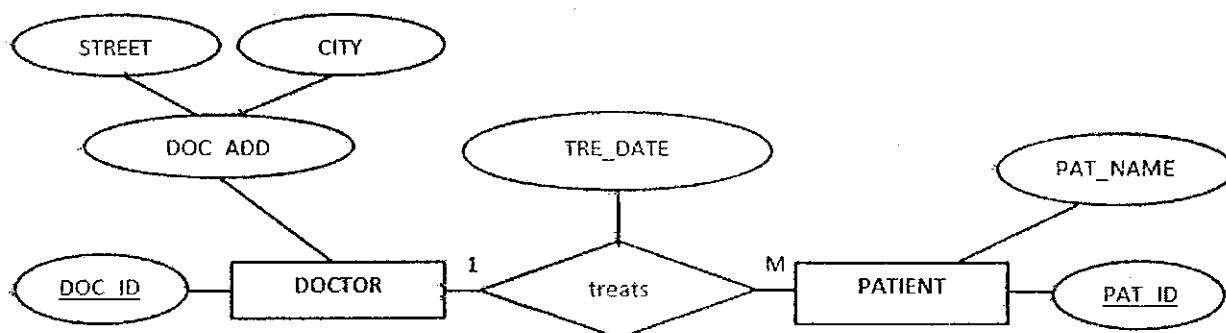 STREET
CITY
DOC ADD
TRE_DATE
PAT_NAME
DOC ID
DOCTOR
1
treats
M
PATIENT
PAT ID